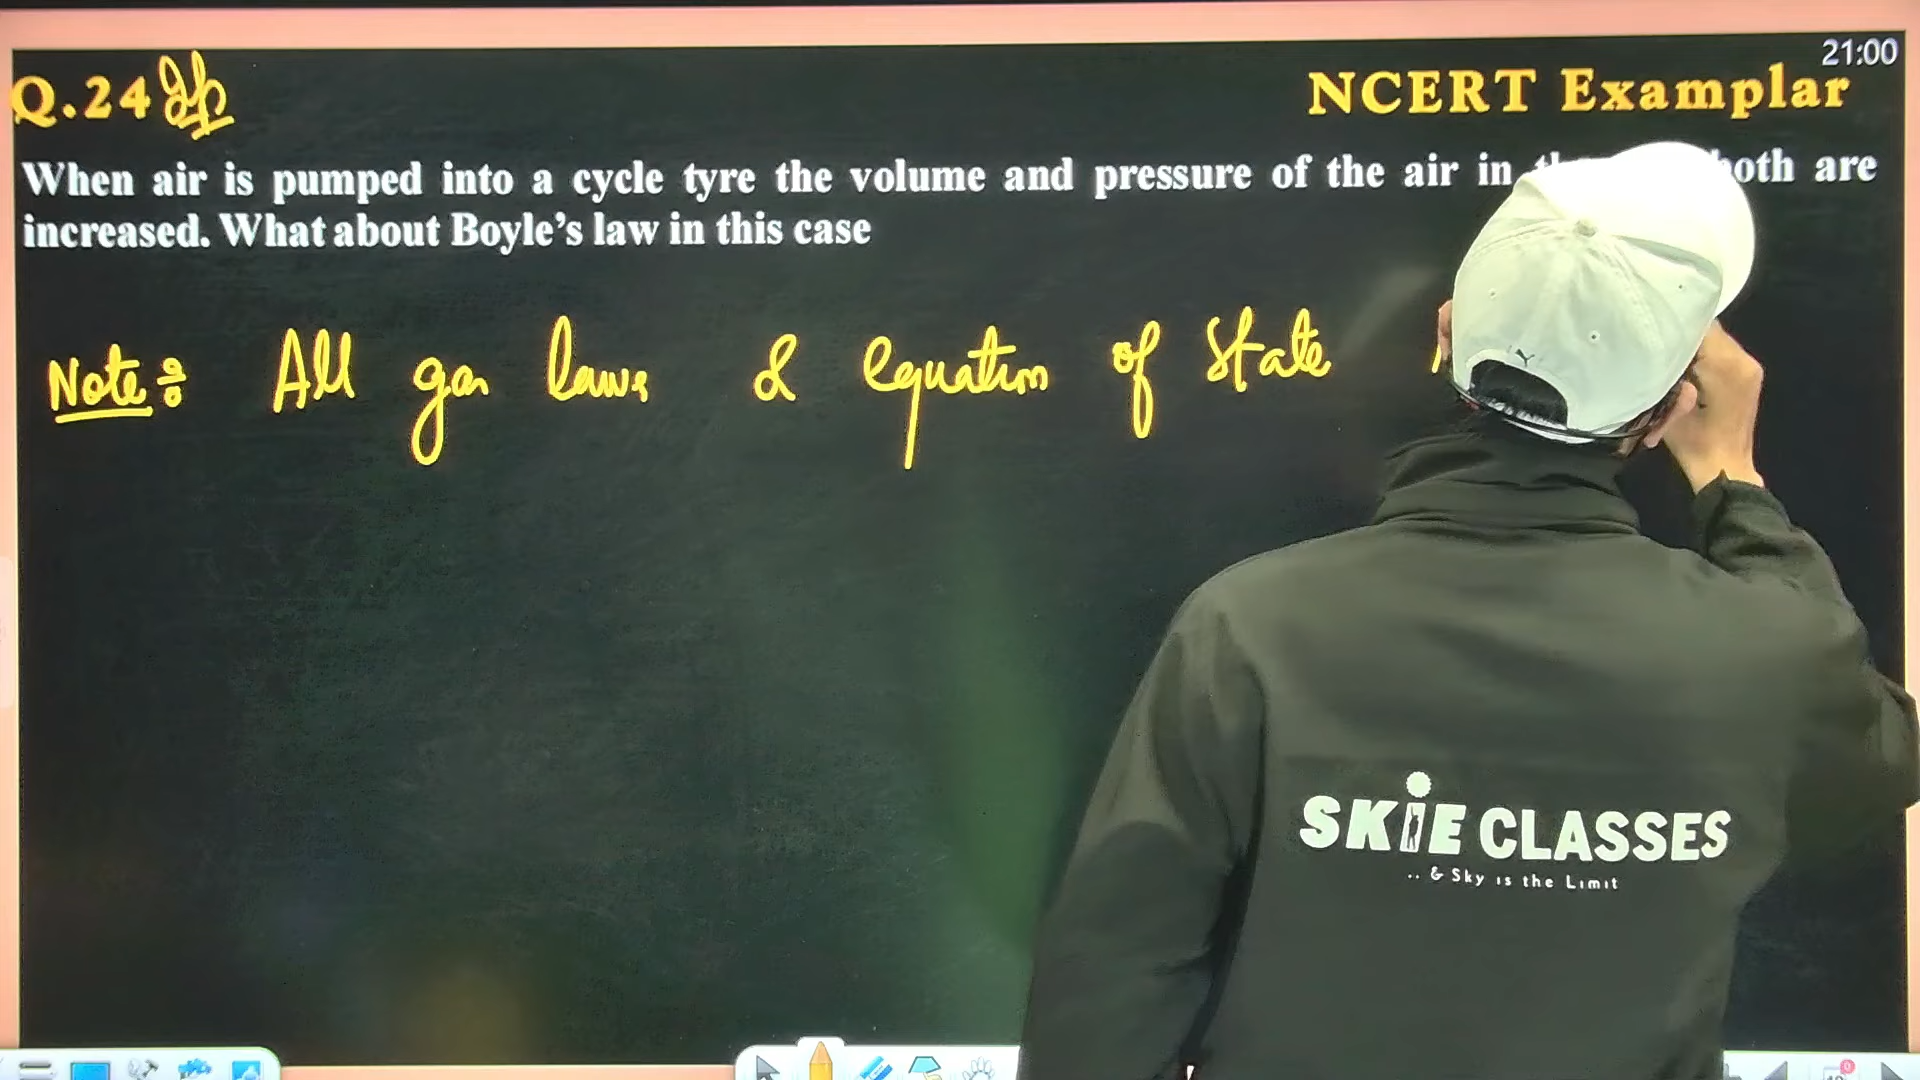 21:00
Q.24
NCERT Examplar
When air is pumped into a cycle tyre the volume and pressure of the air in both are
increased. What about Boyle's law in this case
Note: All gas laws & equation of state
SKIE CLASSES
.. & Sky is the Limit